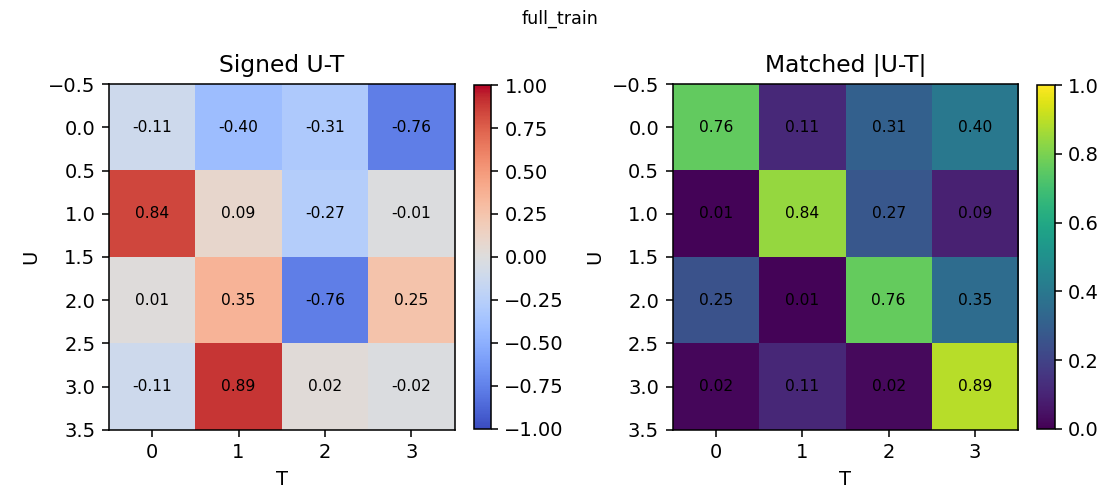 full_train
Signed U-T
Matched |U-T|
−0.5
0.0
0.5
1.0
1.5
2.0
2.5
3.0
3.5
U
-0.11 -0.40 -0.31 -0.76
0.84 0.09 -0.27 -0.01
0.01 0.35 -0.76 0.25
-0.11 0.89 0.02 -0.02
0 1 2 3
T
1.00
0.75
0.50
0.25
0.00
−0.25
−0.50
−0.75
−1.00
−0.5
0.0
0.5
1.0
1.5
2.0
2.5
3.0
3.5
U
0.76 0.11 0.31 0.40
0.01 0.84 0.27 0.09
0.25 0.01 0.76 0.35
0.02 0.11 0.02 0.89
0 1 2 3
T
1.0
0.8
0.6
0.4
0.2
0.0